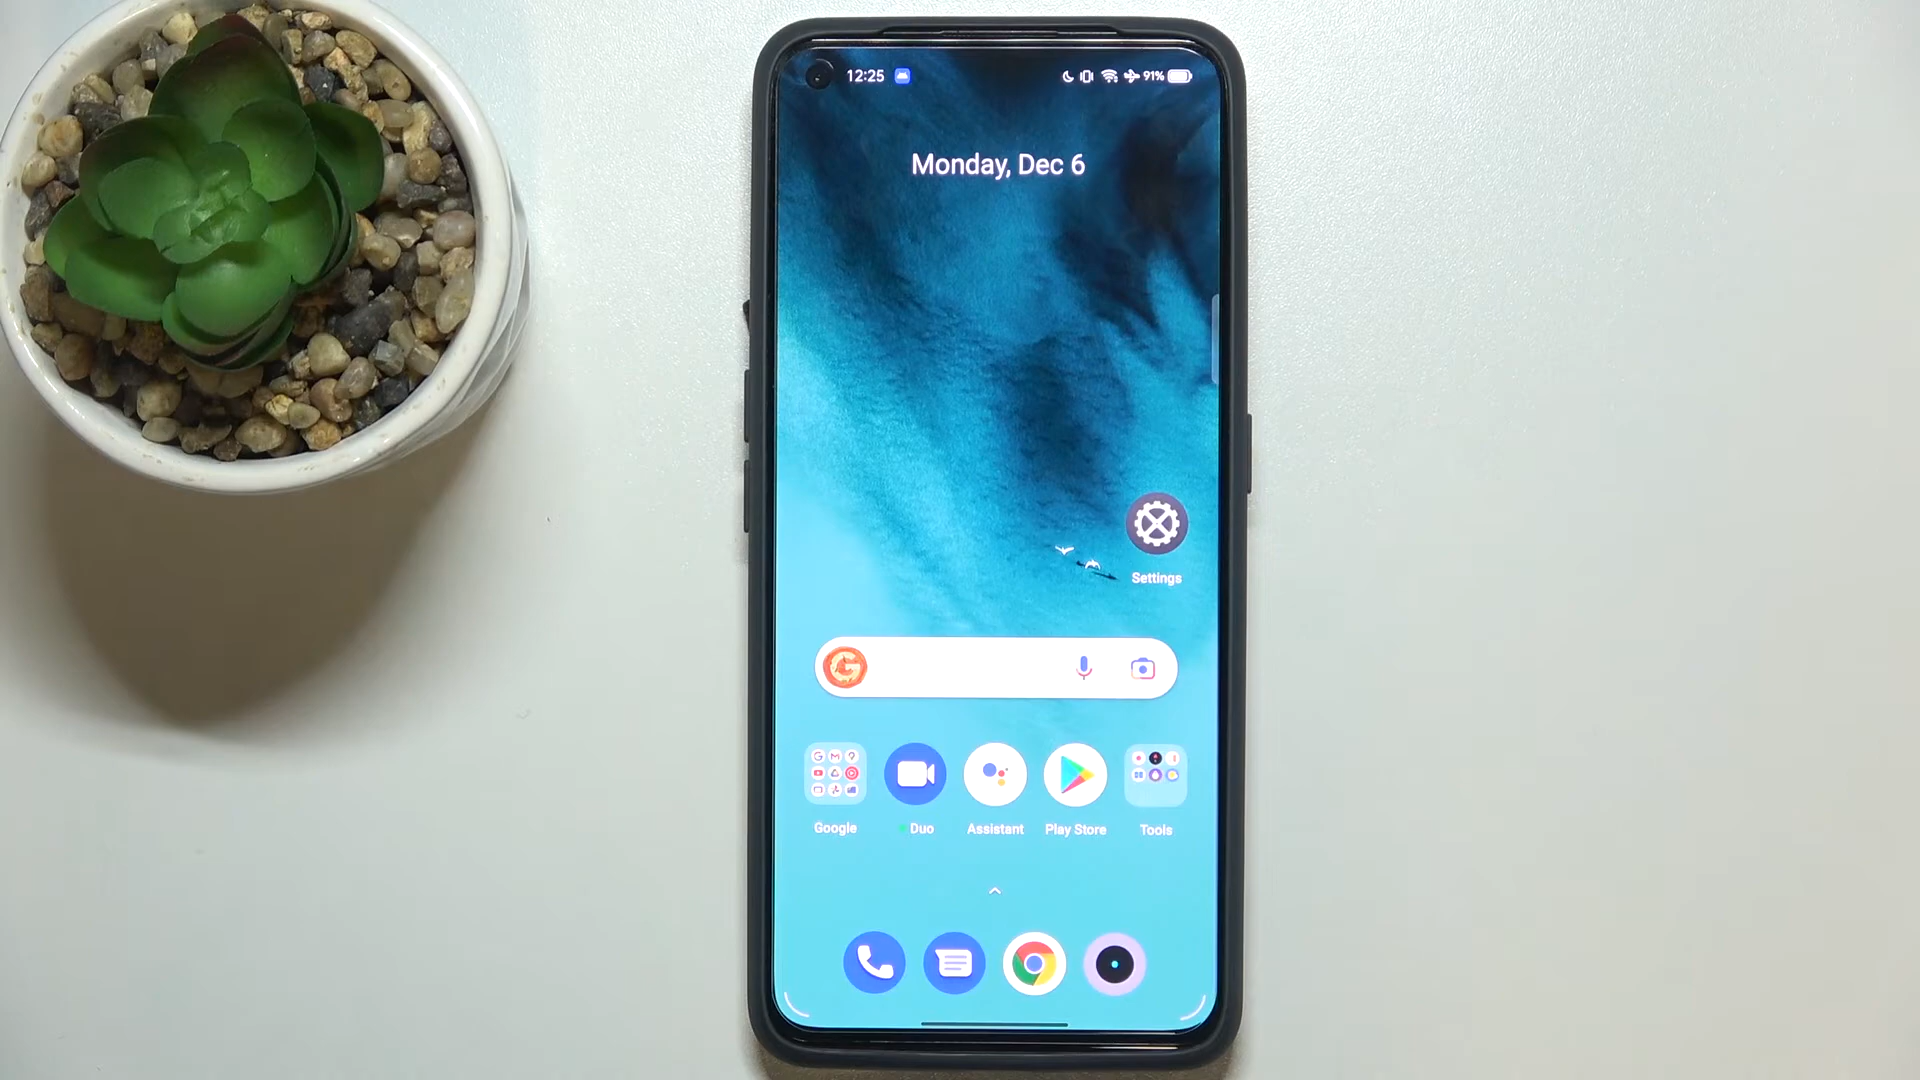 12:25
91%
Monday, Dec 6
Settings
Google
Duo
Assistant
Play Store
Tools